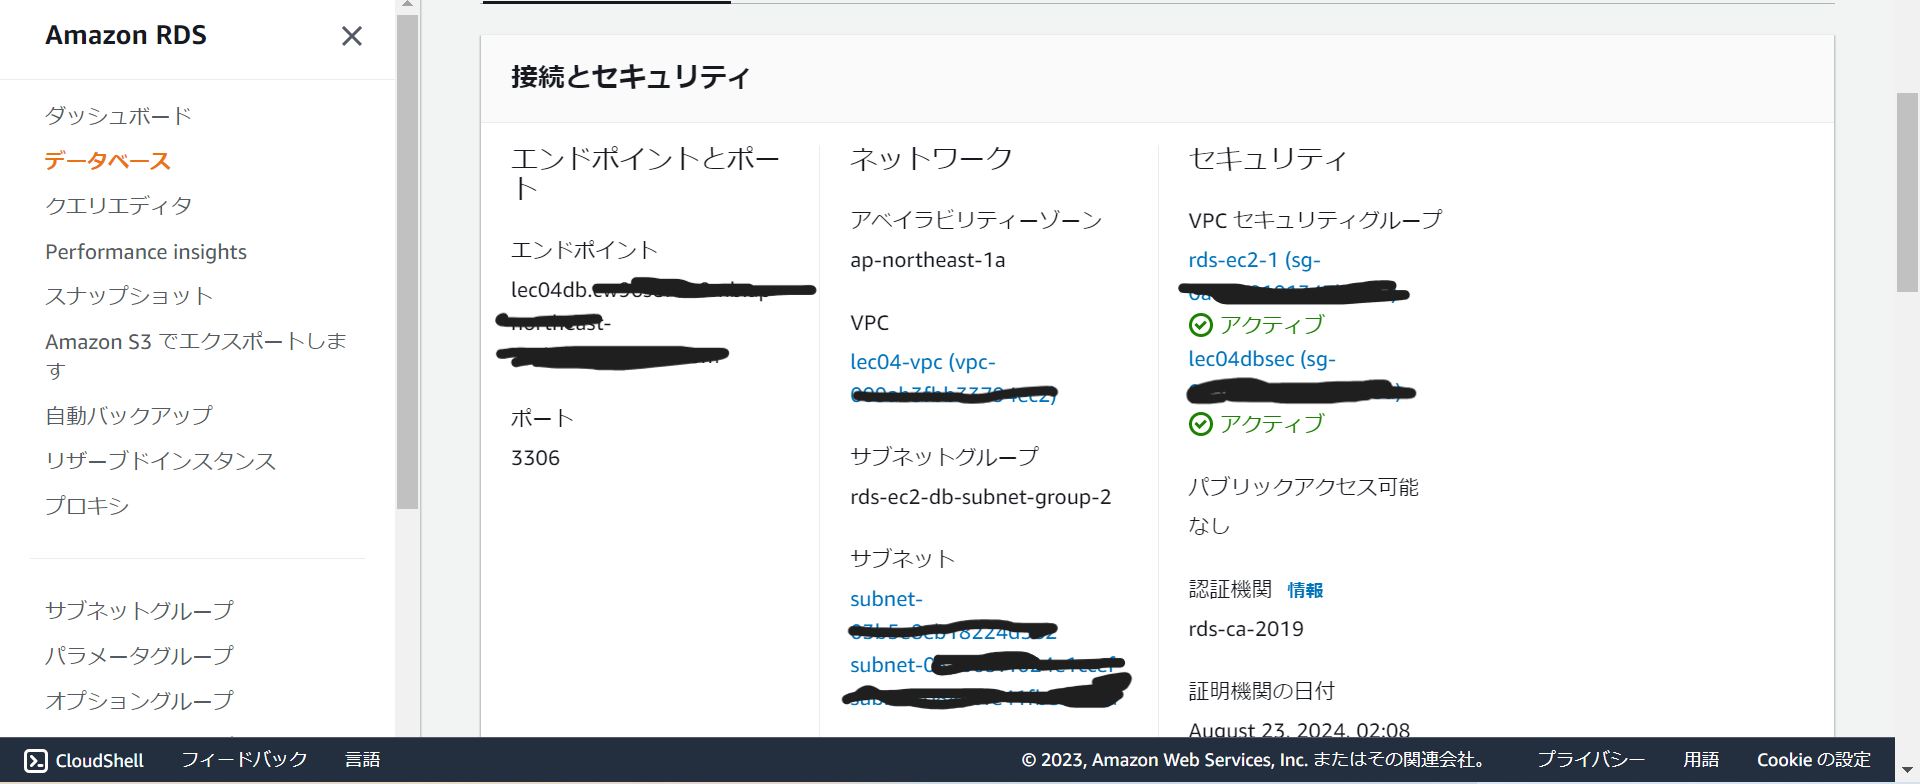 Amazon RDS
ダッシュボード
データベース
クエリエディタ
Performance insights
スナップショット
Amazon S3 でエクスポートしま
す
自動バックアップ
リザーブドインスタンス
プロキシ
サブネットグループ
パラメータグループ
オプショングループ
接続とセキュリティ
エンドポイントとポー
ト
エンドポイント
lec04db.
ポート
3306
ネットワーク
アベイラビリティーゾーン
ap-northeast-1a
VPC
lec04-vpc (vpc-
サブネットグループ
rds-ec2-db-subnet-group-2
サブネット
subnet-
subnet-
セキュリティ
VPC セキュリティグループ
rds-ec2-1 (sg-
アクティブ
lec04dbsec (sg-
アクティブ
パブリックアクセス可能
なし
認証機関 情報
rds-ca-2019
証明機関の日付
August 23, 2024, 02:08
CloudShell フィードバック 言語
© 2023, Amazon Web Services, Inc. またはその関連会社。 プライバシー 用語 Cookie の設定